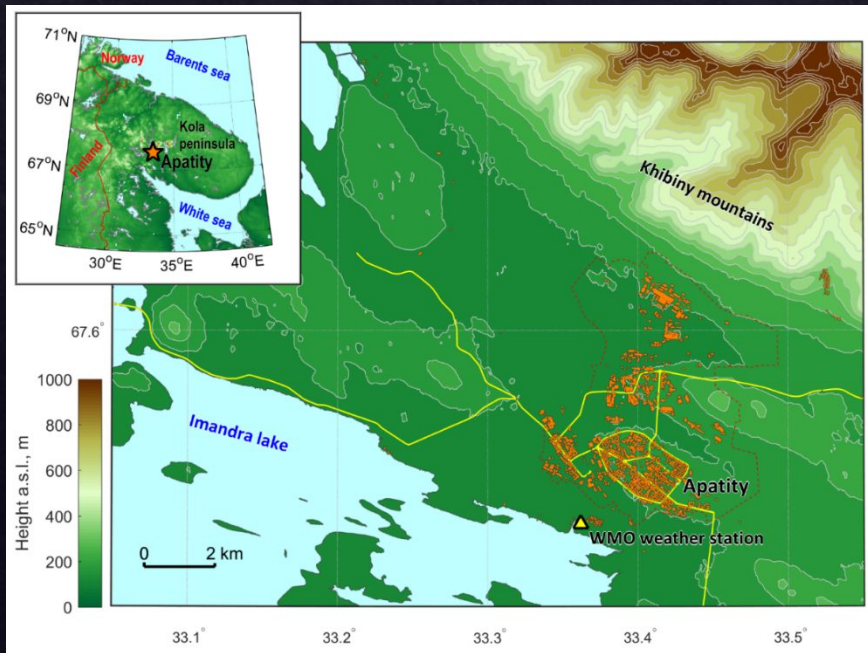 71°N
69°N
67°N
65°N
30°E
35°E
40°E
Norway
Finland
Barents sea
Kola
peninsula
Apatity
White sea
Khibiny mountains
67.6°
1000
800
600
400
200
0
Height a.s.l., m
Imandra lake
0 2 km
Apatity
WMO weather station
33.1°
33.2°
33.3°
33.4°
33.5°